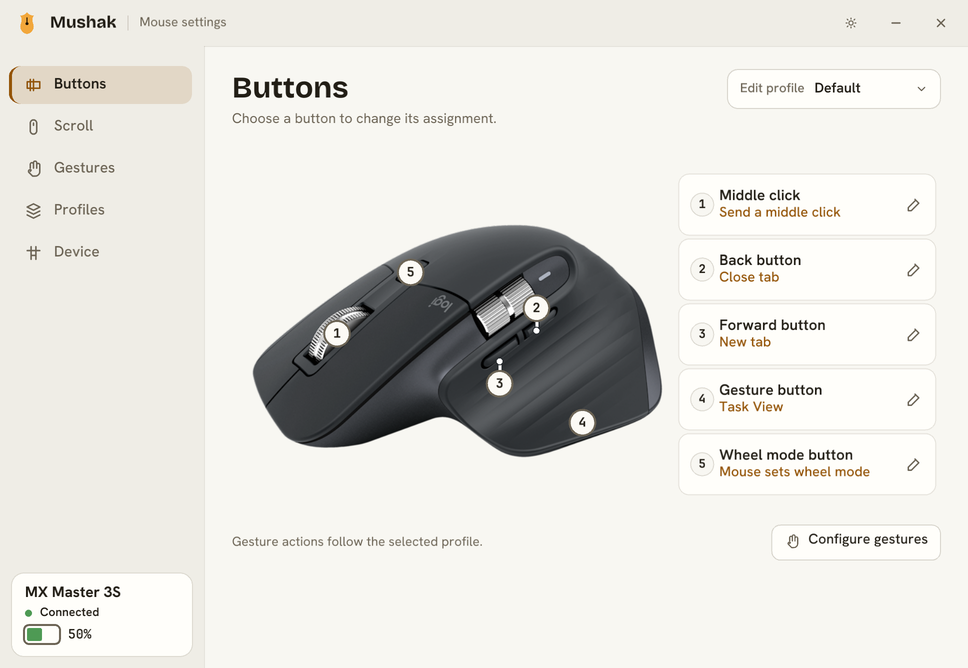 Mushak
Mouse settings
Buttons
Scroll
Gestures
Profiles
Device
MX Master 3S
Connected
50%
Buttons
Choose a button to change its assignment.
Edit profile Default
5
logi
1
2
3
4
1
Middle click
Send a middle click
2
Back button
Close tab
3
Forward button
New tab
4
Gesture button
Task View
5
Wheel mode button
Mouse sets wheel mode
Gesture actions follow the selected profile.
Configure gestures